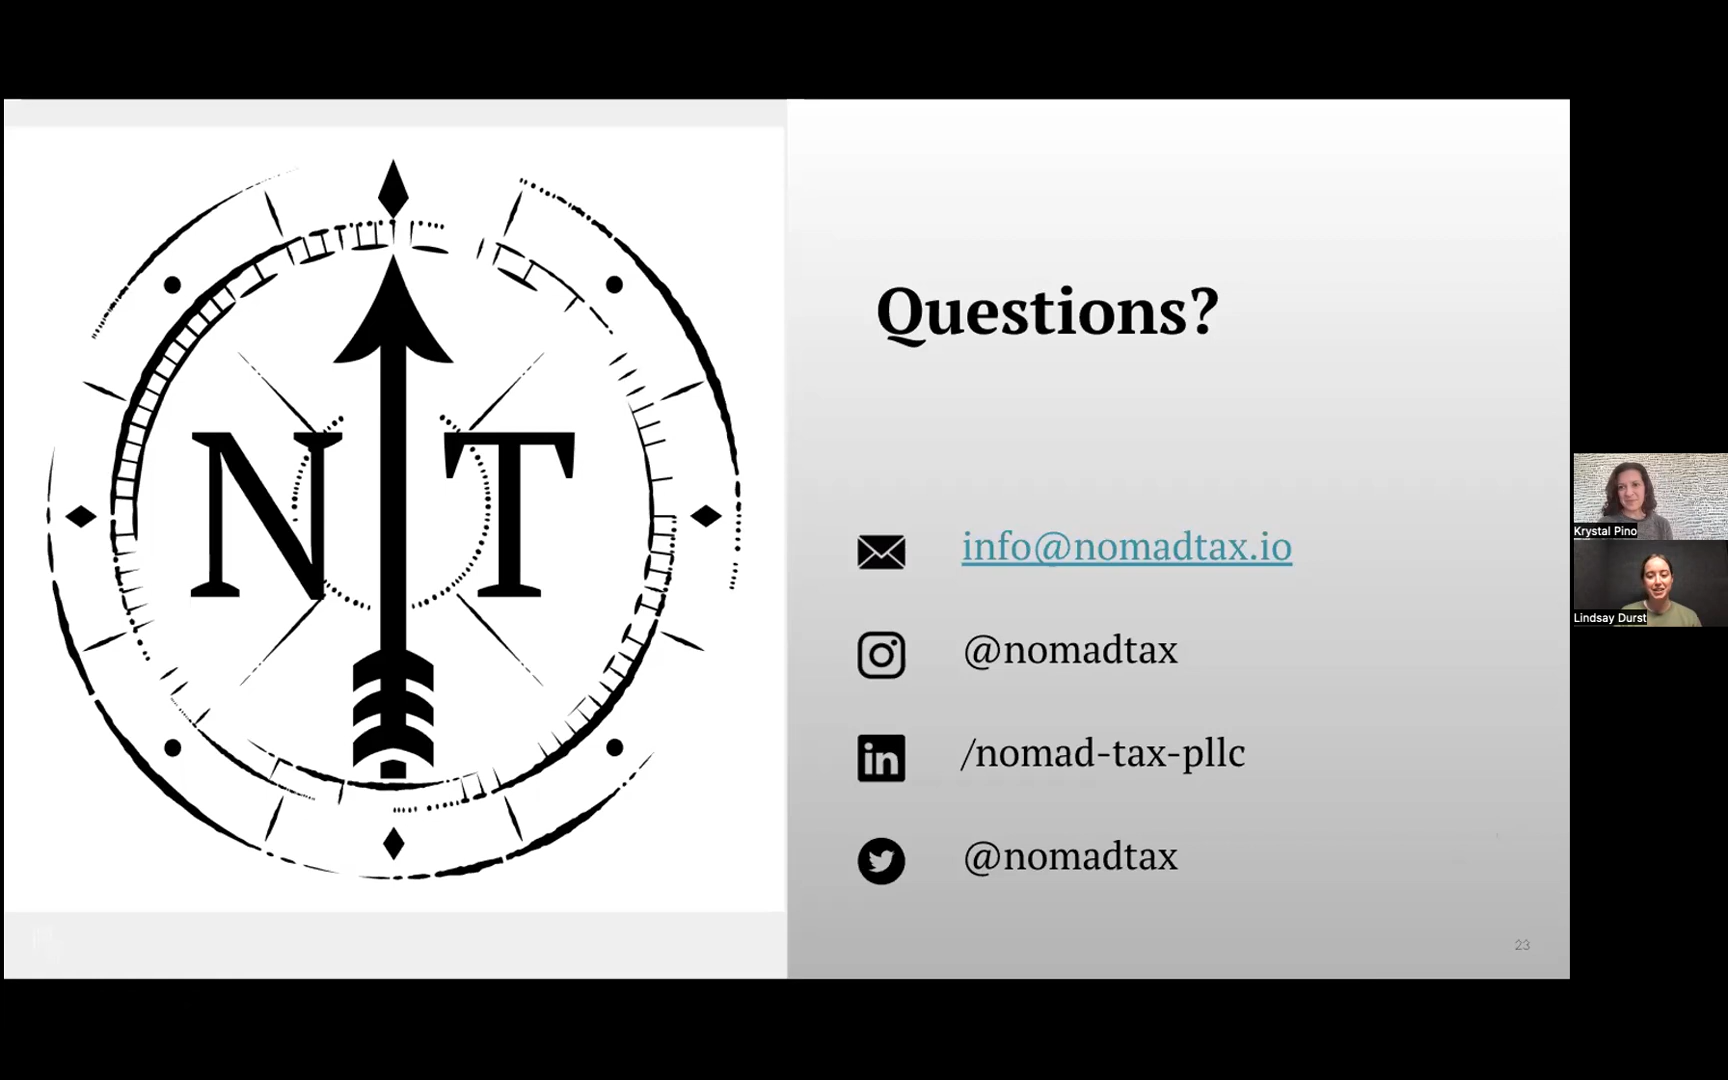 N T
Questions?
info@nomadtax.io
@nomadtax
/nomad-tax-pllc
@nomadtax
23
Krystal Pino
Lindsay Durst